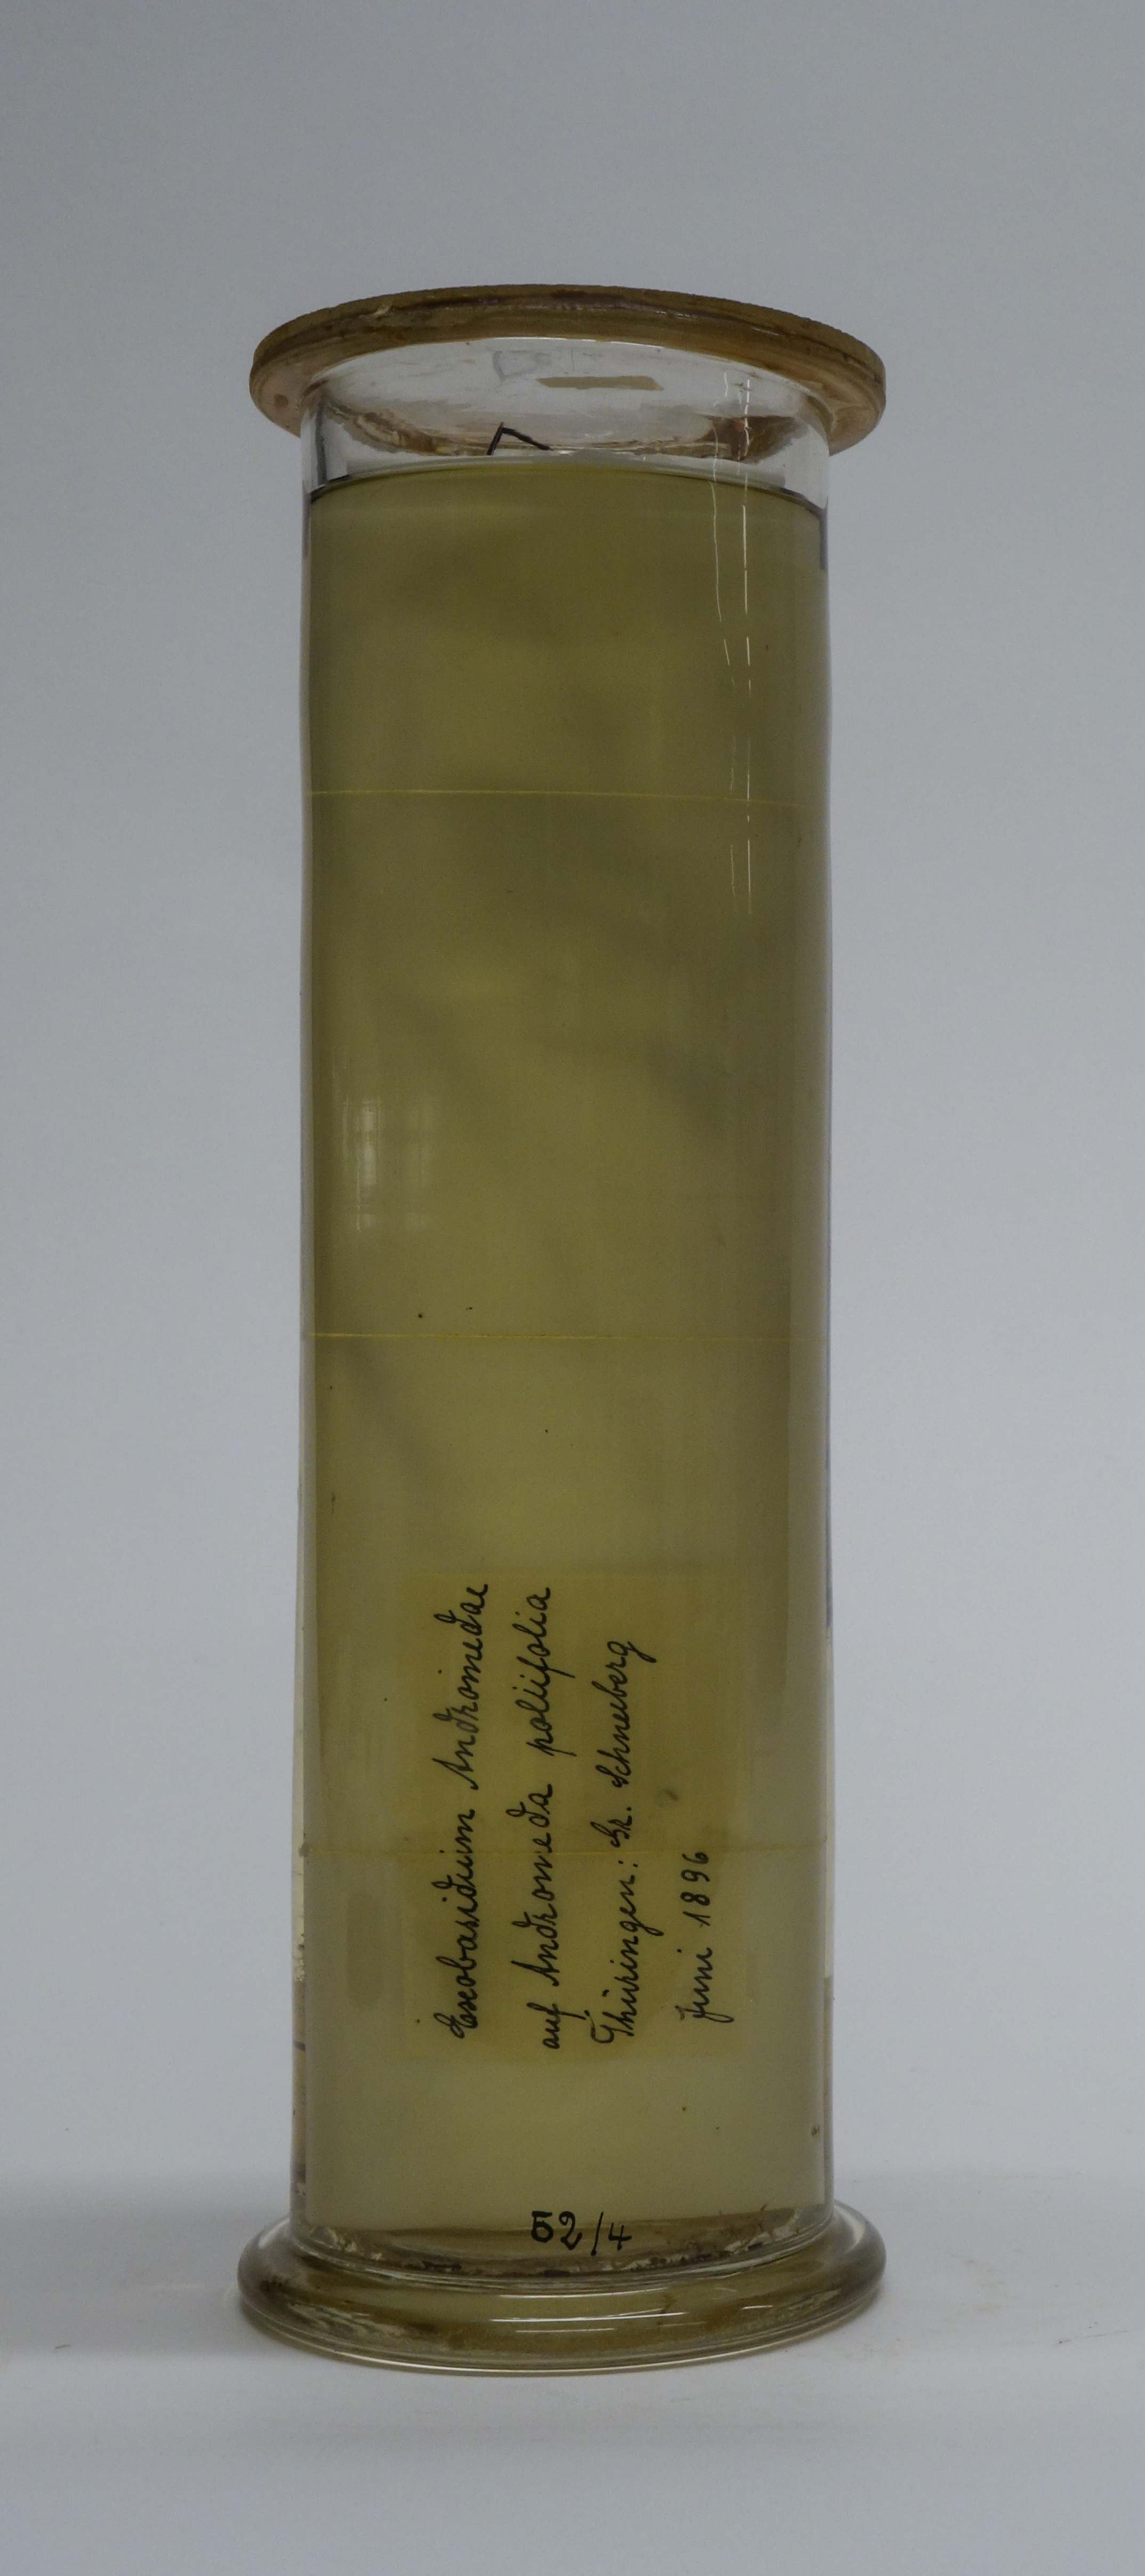 Exobasidium Andromedae
auf Andromeda poliifolia
Thüringen: Gr. Schneeberg
Juni 1896
52/4